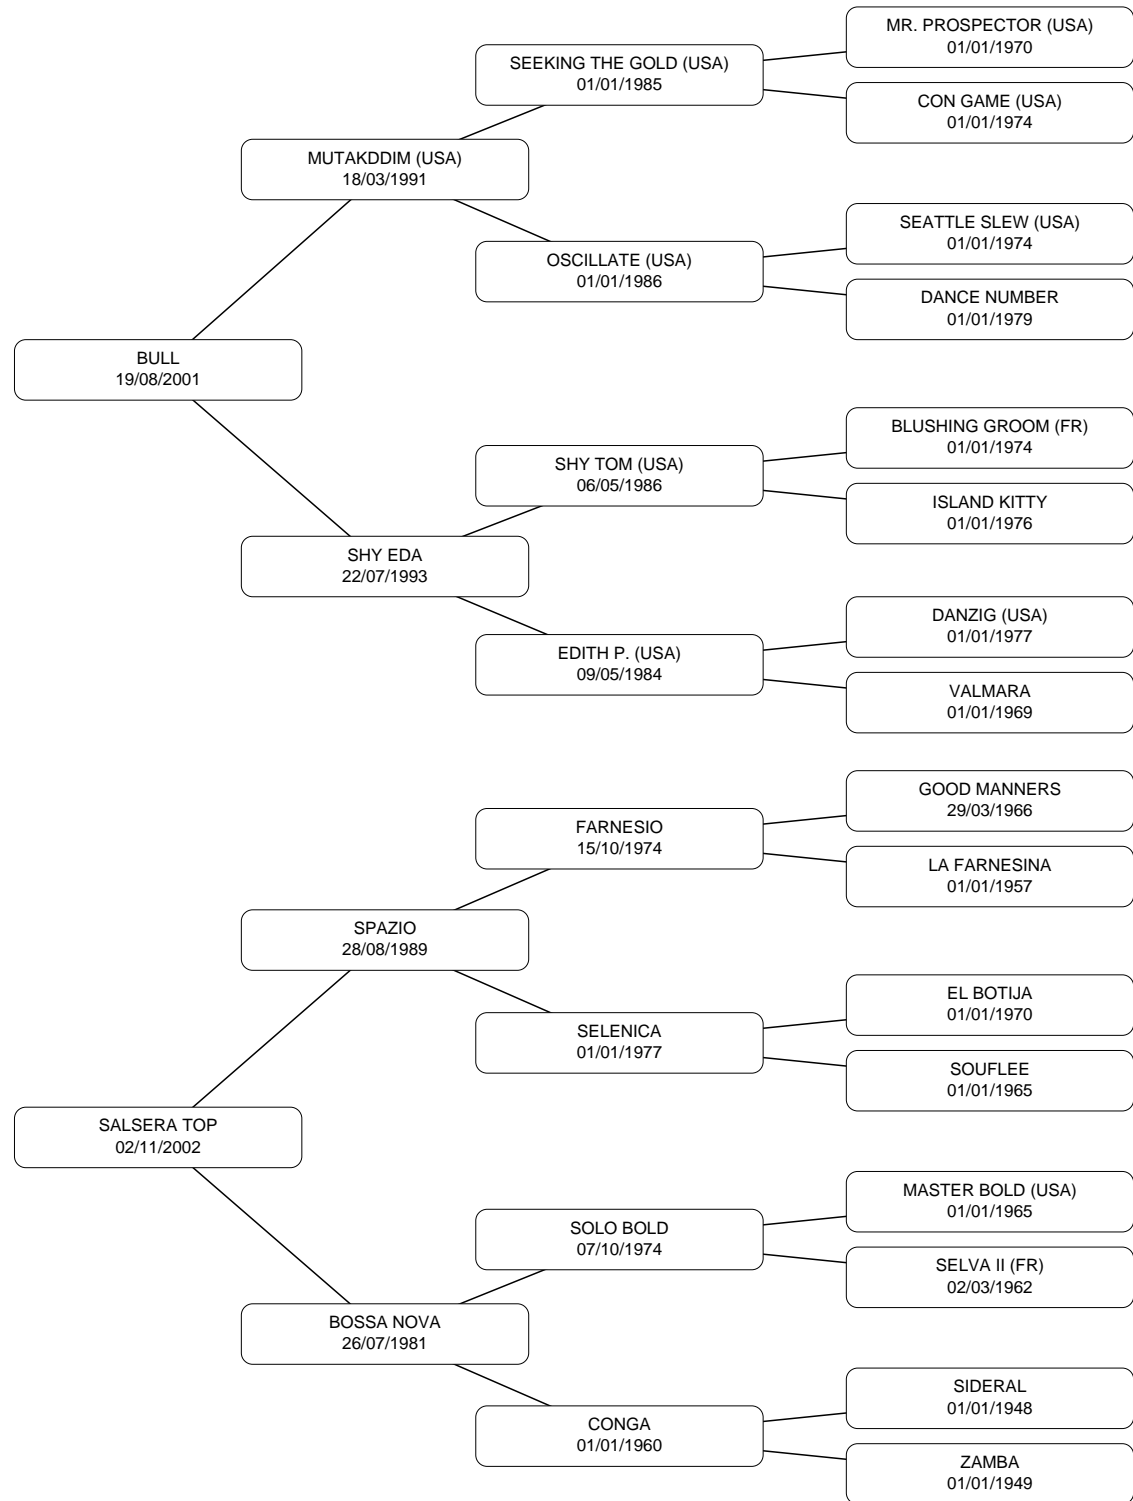 MR. PROSPECTOR (USA)
01/01/1970
SEEKING THE GOLD (USA)
01/01/1985
CON GAME (USA)
01/01/1974
MUTAKDDIM (USA)
18/03/1991
SEATTLE SLEW (USA)
01/01/1974
OSCILLATE (USA)
01/01/1986
DANCE NUMBER
01/01/1979
BULL
19/08/2001
BLUSHING GROOM (FR)
01/01/1974
SHY TOM (USA)
06/05/1986
ISLAND KITTY
01/01/1976
SHY EDA
22/07/1993
DANZIG (USA)
01/01/1977
EDITH P. (USA)
09/05/1984
VALMARA
01/01/1969
GOOD MANNERS
29/03/1966
FARNESIO
15/10/1974
LA FARNESINA
01/01/1957
SPAZIO
28/08/1989
EL BOTIJA
01/01/1970
SELENICA
01/01/1977
SOUFLEE
01/01/1965
SALSERA TOP
02/11/2002
MASTER BOLD (USA)
01/01/1965
SOLO BOLD
07/10/1974
SELVA II (FR)
02/03/1962
BOSSA NOVA
26/07/1981
SIDERAL
01/01/1948
CONGA
01/01/1960
ZAMBA
01/01/1949